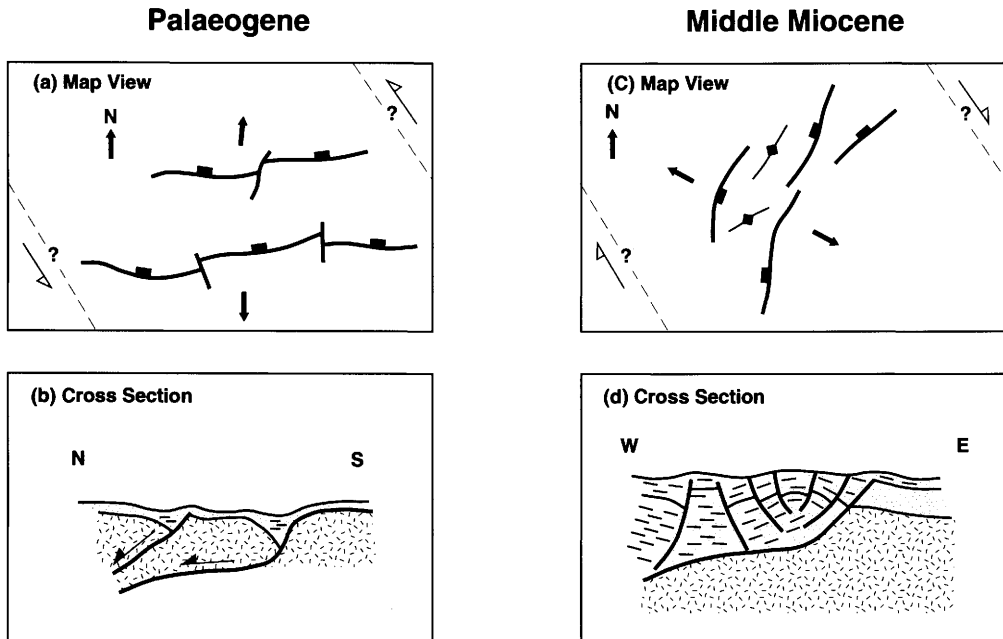 Palaeogene
Middle Miocene
(a) Map View
N
?
?
(C) Map View
N
?
?
(b) Cross Section
N
S
(d) Cross Section
W
E